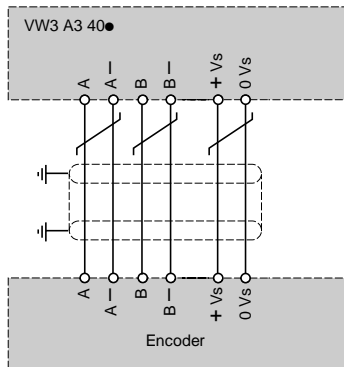 VW3 A3 40●
A
A –
B
B –
+ Vs
0 Vs
A
A –
B
B –
+ Vs
0 Vs
Encoder